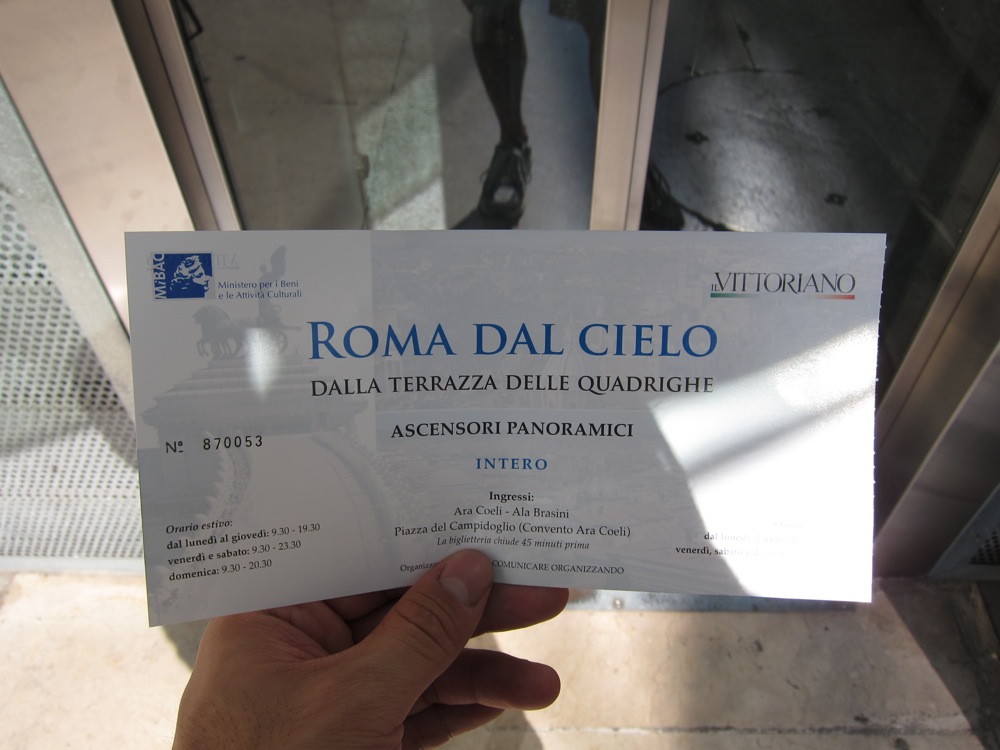 MiBAC
Ministero per i Beni
e le Attività Culturali
IL VITTORIANO
ROMA DAL CIELO
DALLA TERRAZZA DELLE QUADRIGHE
ASCENSORI PANORAMICI
INTERO
Nº 870053
Ingressi:
Ara Coeli - Ala Brasini
Piazza del Campidoglio (Convento Ara Coeli)
La biglietteria chiude 45 minuti prima
COMUNICARE ORGANIZZANDO
Orario estivo:
dal lunedì al giovedì: 9.30 - 19.30
venerdì e sabato: 9.30 - 23.30
domenica: 9.30 - 20.30
dal
venerdì,